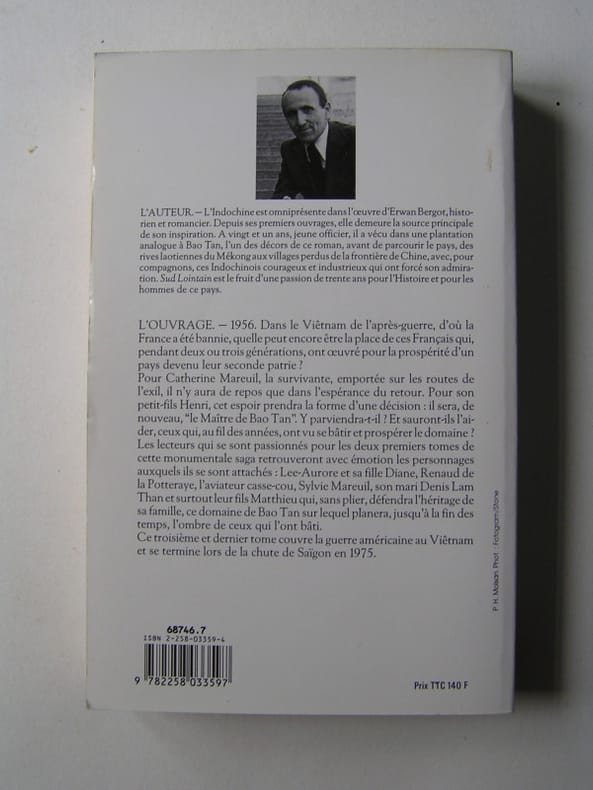 L'AUTEUR. — L'Indochine est omniprésente dans l'œuvre d'Erwan Bergot, histo-
rien et romancier. Depuis ses premiers ouvrages, elle demeure la source principale
de son inspiration. A vingt et un ans, jeune officier, il a vécu dans une plantation
analogue à Bao Tan, l'un des décors de ce roman, avant de parcourir le pays, des
rives laotiennes du Mékong aux villages perdus de la frontière de Chine, avec, pour
compagnons, ces Indochinois courageux et industrieux qui ont forcé son admira-
tion. Sud Lointain est le fruit d'une passion de trente ans pour l'Histoire et pour les
hommes de ce pays.
L'OUVRAGE. — 1956. Dans le Viêtnam de l'après-guerre, d'où la
France a été bannie, quelle peut encore être la place de ces Français qui,
pendant deux ou trois générations, ont œuvré pour la prospérité d'un
pays devenu leur seconde patrie ?
Pour Catherine Mareuil, la survivante, emportée sur les routes de
l'exil, il n'y aura de repos que dans l'espérance du retour. Pour son
petit-fils Henri, cet espoir prendra la forme d'une décision : il sera, de
nouveau, "le Maître de Bao Tan". Y parviendra-t-il ? Et sauront-ils l'ai-
der, ceux qui, au fil des années, ont vu se bâtir et prospérer le domaine ?
Les lecteurs qui se sont passionnés pour les deux premiers tomes de
cette monumentale saga retrouveront avec émotion les personnages
auxquels ils se sont attachés : Lee-Aurore et sa fille Diane, Renaud de
la Potteraye, l'aviateur casse-cou, Sylvie Mareuil, son mari Denis Lam
Than et surtout leur fils Matthieu qui, sans plier, défendra l'héritage de
sa famille, ce domaine de Bao Tan sur lequel planera, jusqu'à la fin des
temps, l'ombre de ceux qui l'ont bâti.
Ce troisième et dernier tome couvre la guerre américaine au Viêtnam
et se termine lors de la chute de Saïgon en 1975.
P. H. Moisan. Phot. : Fotogram/Stone
68746.7
ISBN 2-258-03359-4
9 782258 033597
Prix TTC 140 F